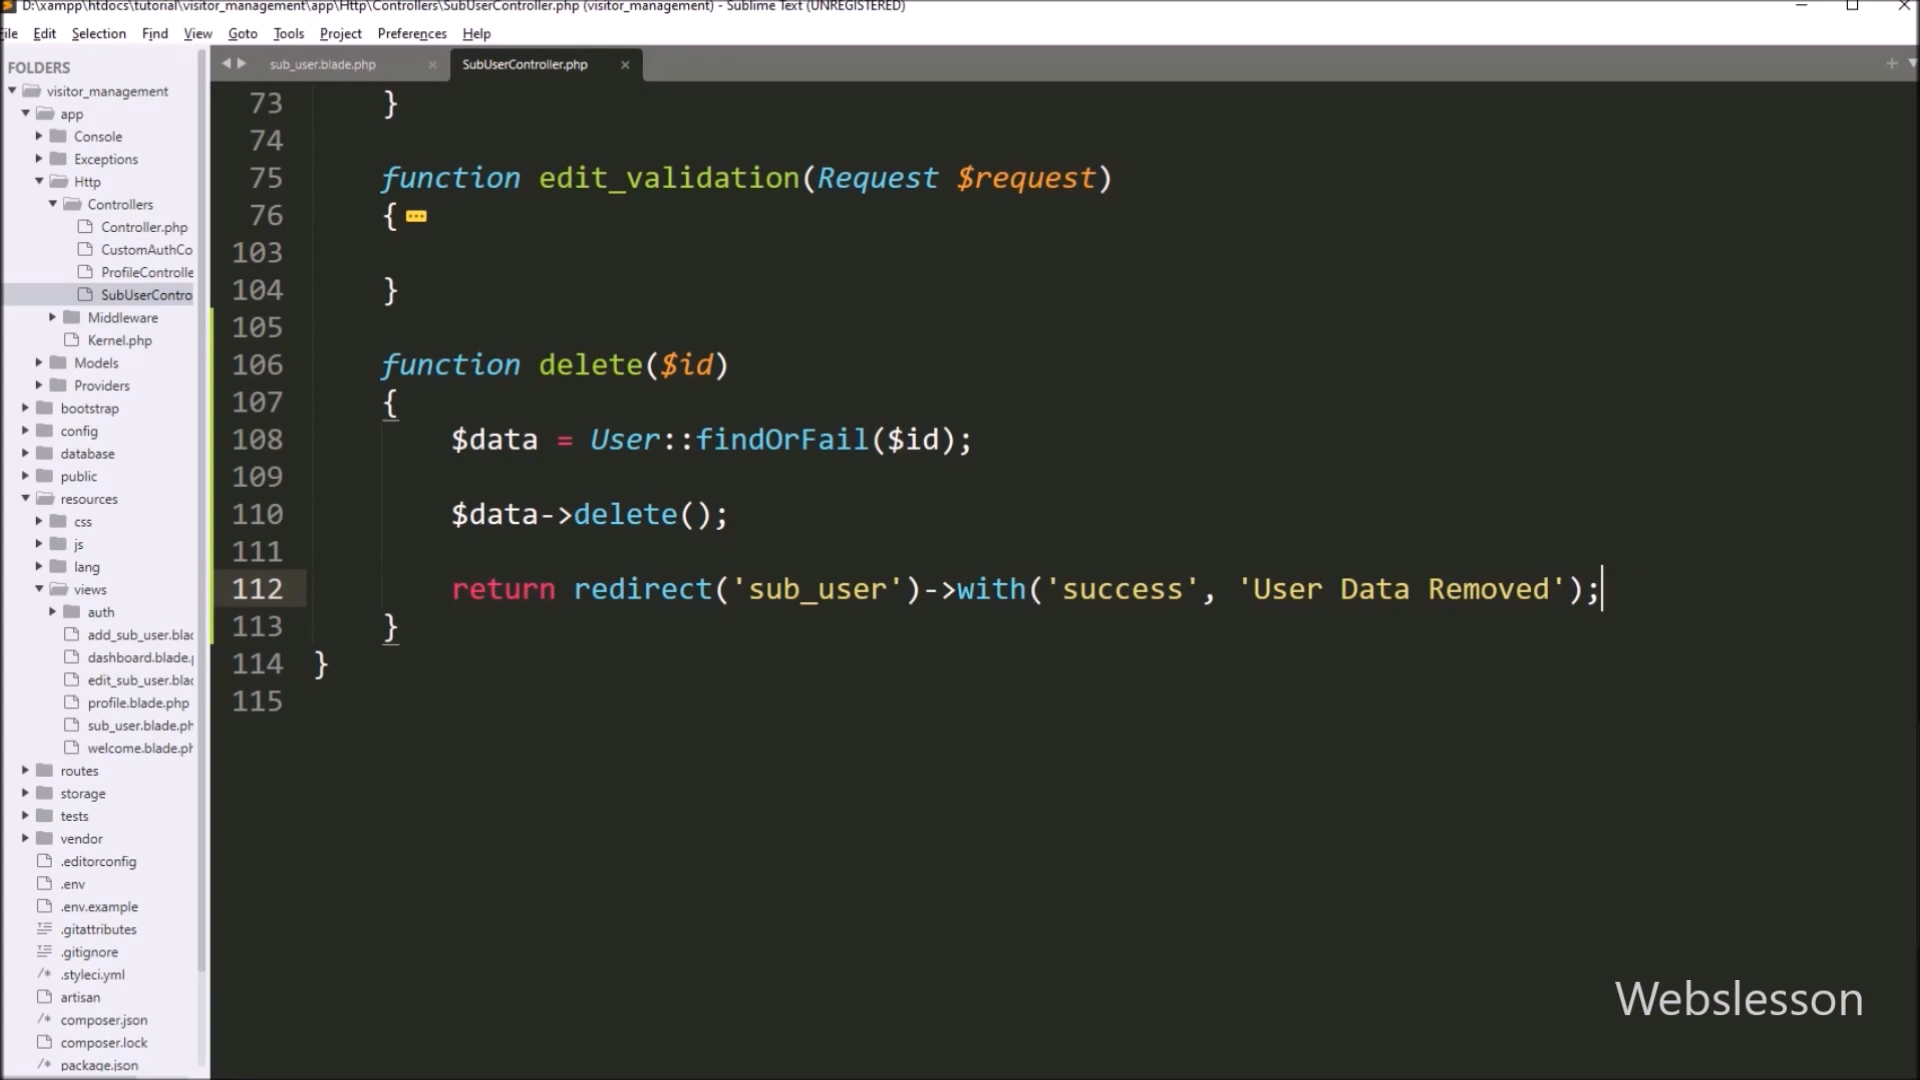 D:\xampp\htdocs\tutorial\visitor_management\app\Http\Controllers\SubUserController.php (visitor_management) - Sublime Text (UNREGISTERED)
ile Edit Selection Find View Goto Tools Project Preferences Help
FOLDERS
visitor_management
app
Console
Exceptions
Http
Controllers
Controller.php
CustomAuthCo
ProfileControlle
SubUserContro
Middleware
Kernel.php
Models
Providers
bootstrap
config
database
public
resources
css
js
lang
views
auth
add_sub_user.blad
dashboard.blade.p
edit_sub_user.blad
profile.blade.php
sub_user.blade.ph
welcome.blade.ph
routes
storage
tests
vendor
.editorconfig
.env
.env.example
.gitattributes
.gitignore
/* .styleci.yml
artisan
/* composer.json
composer.lock
/* package.json
sub_user.blade.php × SubUserController.php ×
73 }
74
75 function edit_validation(Request $request)
76 {
103
104 }
105
106 function delete($id)
107 {
108 $data = User::findOrFail($id);
109
110 $data->delete();
111
112 return redirect('sub_user')->with('success', 'User Data Removed');
113 }
114 }
115
Webslesson